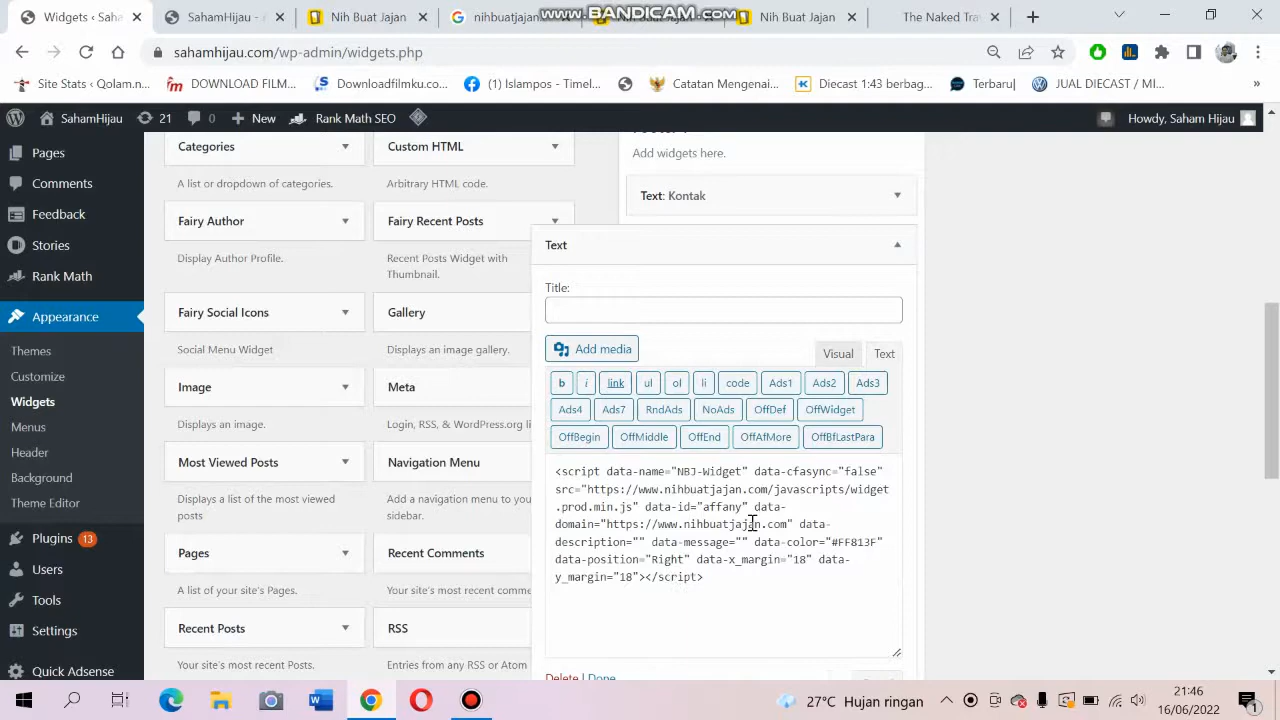 Widgets ‹ Sa
SahamHijau -
Nih Buat Jajan
nihbuatjajan
www.BANDICAM.com
Nih Buat Jajan
The Naked Tra
sahamhijau.com/wp-admin/widgets.php
Site Stats ‹ Qolam.n...
DOWNLOAD FILM...
Downloadfilmku.co...
(1) Islampos - Timel...
Catatan Mengenai...
Diecast 1:43 berbag...
Terbaru
JUAL DIECAST / MI...
»
SahamHijau
21
0
New
Rank Math SEO
Howdy, Saham Hijau
Pages
Comments
Feedback
Stories
Rank Math
Appearance
Themes
Customize
Widgets
Menus
Header
Background
Theme Editor
Plugins 13
Users
Tools
Settings
Quick Adsense
Categories
Custom HTML
A list or dropdown of categories.
Arbitrary HTML code.
Fairy Author
Fairy Recent Posts
Display Author Profile.
Recent Posts Widget with
Thumbnail.
Fairy Social Icons
Gallery
Social Menu Widget
Displays an image gallery.
Image
Meta
Displays an image.
Login, RSS, & WordPress.org li
Most Viewed Posts
Navigation Menu
Displays a list of the most viewed
posts
Add a navigation menu to you
sidebar.
Pages
Recent Comments
A list of your site's Pages.
Your site's most recent comme
Recent Posts
RSS
Your site's most recent Posts.
Entries from any RSS or Atom
Add widgets here.
Text: Kontak
Text
Title:
Add media
Visual
Text
b
i
link
ul
ol
li
code
Ads1
Ads2
Ads3
Ads4
Ads7
RndAds
NoAds
OffDef
OffWidget
OffBegin
OffMiddle
OffEnd
OffAfMore
OffBfLastPara
<script data-name="NBJ-Widget" data-cfasync="false"
src="https://www.nihbuatjajan.com/javascripts/widget
.prod.min.js" data-id="affany" data-
domain="https://www.nihbuatjajan.com" data-
description="" data-message="" data-color="#FF813F"
data-position="Right" data-x_margin="18" data-
y_margin="18"></script>
Delete | Done
27°C Hujan ringan
21:46
16/06/2022
1